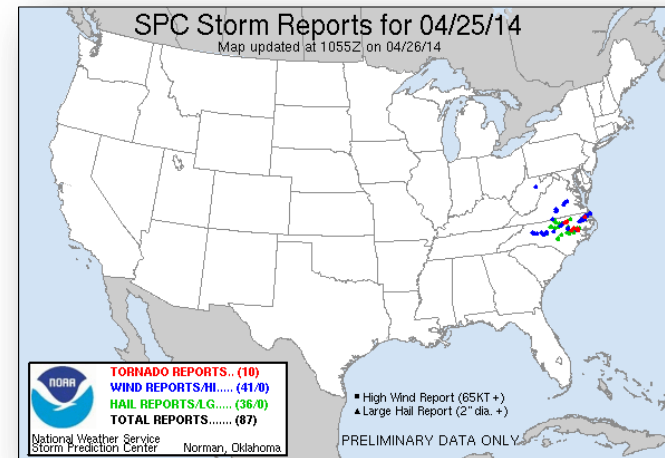 SPC Storm Reports for 04/25/14
Map updated at 1055Z on 04/26/14
NOAA
TORNADO REPORTS.. (10)
WIND REPORTS/HI..... (41/0)
HAIL REPORTS/LG..... (36/0)
TOTAL REPORTS....... (87)
National Weather Service
Storm Prediction Center Norman, Oklahoma
High Wind Report (65KT +)
Large Hail Report (2" dia. +)
PRELIMINARY DATA ONLY